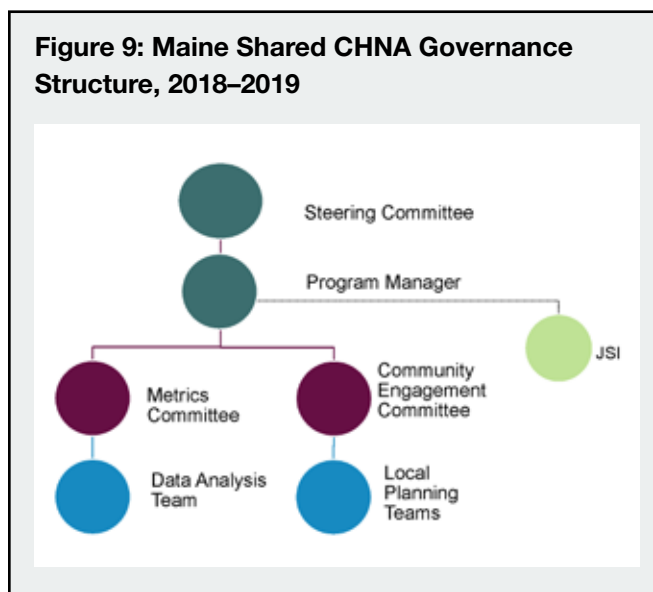 Figure 9: Maine Shared CHNA Governance
Structure, 2018–2019
Steering Committee
Program Manager
JSI
Metrics
Committee
Community
Engagement
Committee
Data Analysis
Team
Local
Planning
Teams